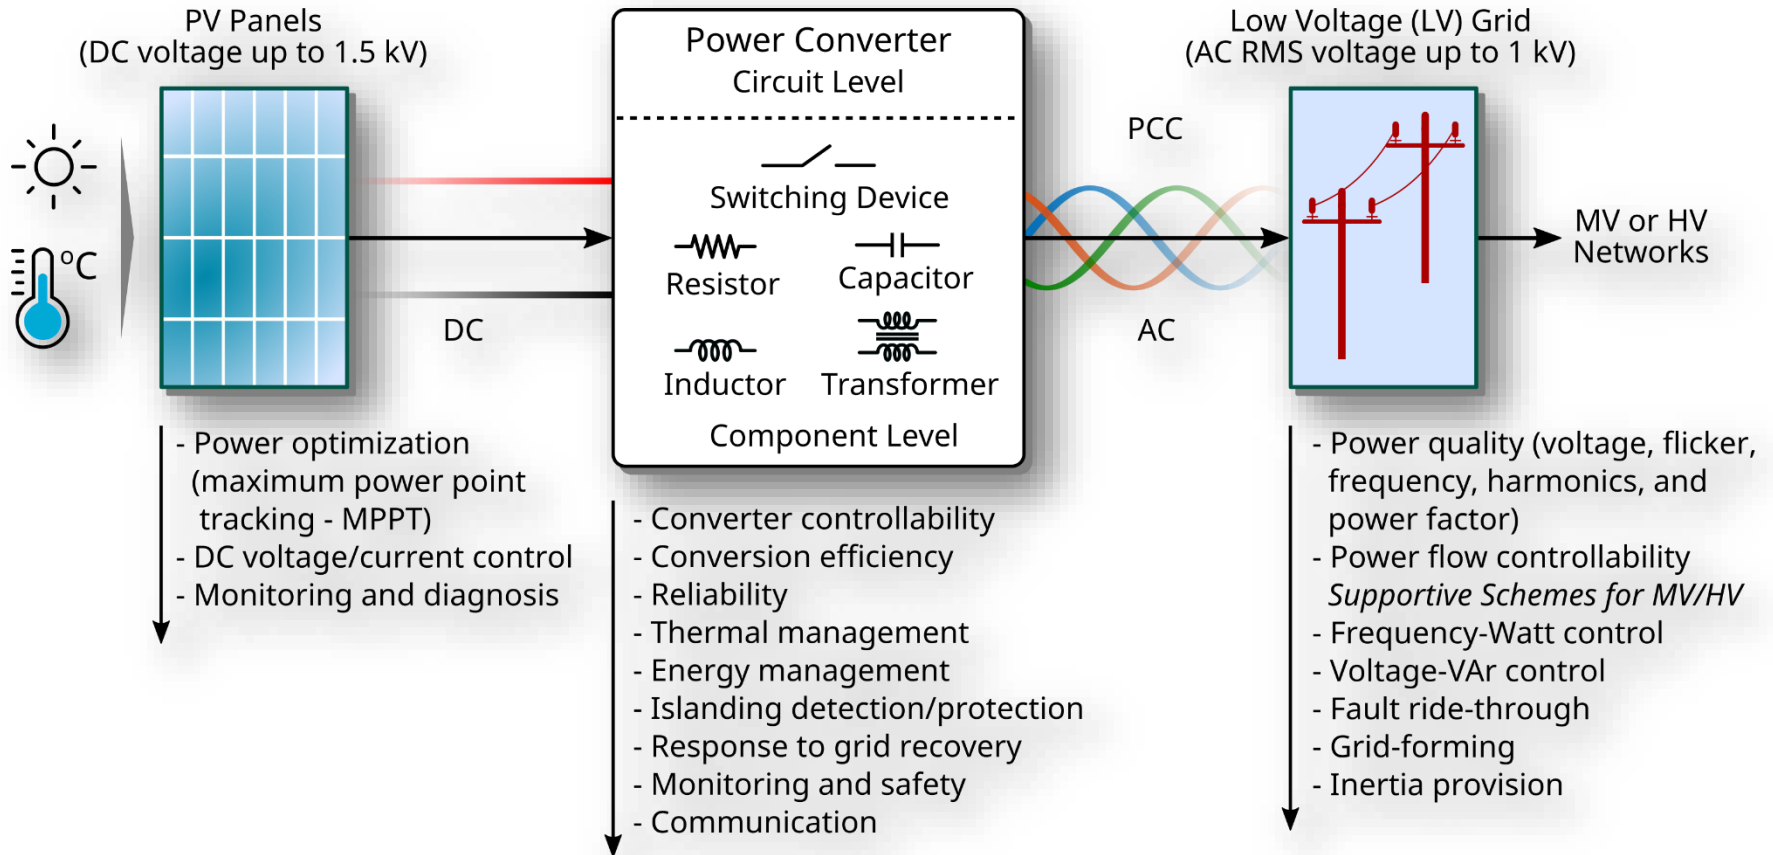 PV Panels
(DC voltage up to 1.5 kV)
°C
DC
- Power optimization
(maximum power point
tracking - MPPT)
- DC voltage/current control
- Monitoring and diagnosis
Power Converter
Circuit Level
Switching Device
Resistor
Capacitor
Inductor
Transformer
Component Level
- Converter controllability
- Conversion efficiency
- Reliability
- Thermal management
- Energy management
- Islanding detection/protection
- Response to grid recovery
- Monitoring and safety
- Communication
PCC
AC
Low Voltage (LV) Grid
(AC RMS voltage up to 1 kV)
MV or HV
Networks
- Power quality (voltage, flicker,
frequency, harmonics, and
power factor)
- Power flow controllability
Supportive Schemes for MV/HV
- Frequency-Watt control
- Voltage-VAr control
- Fault ride-through
- Grid-forming
- Inertia provision